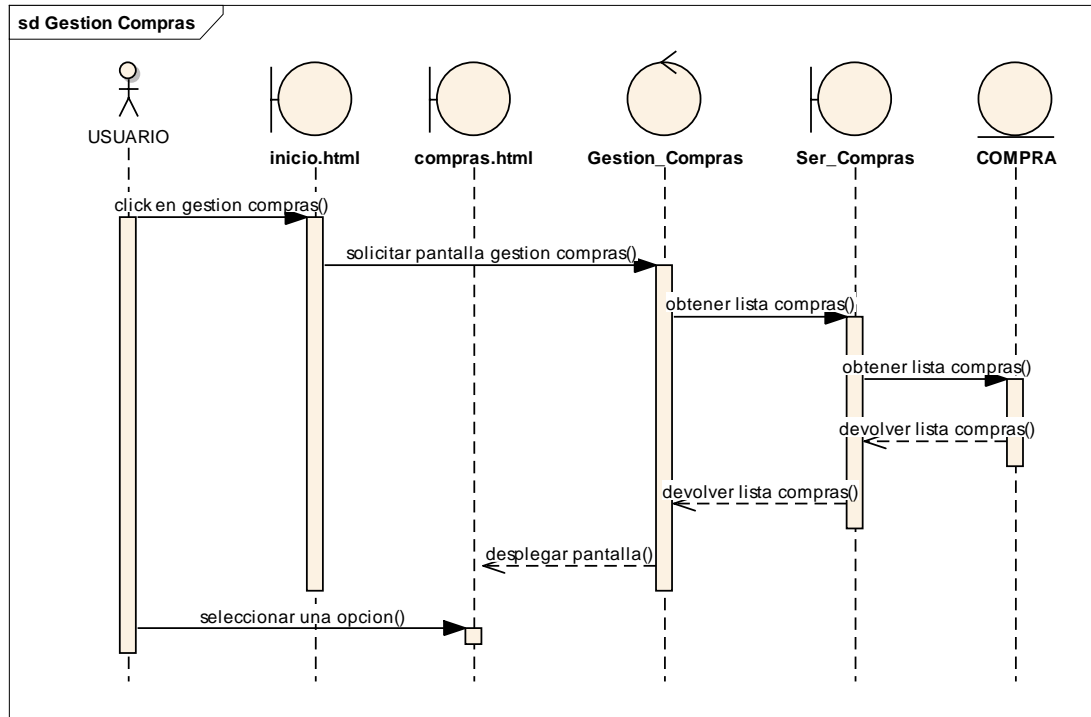 sd Gestion Compras
USUARIO
inicio.html
compras.html
Gestion_Compras
Ser_Compras
COMPRA
click en gestion compras()
solicitar pantalla gestion compras()
obtener lista compras()
obtener lista compras()
devolver lista compras()
devolver lista compras()
desplegar pantalla()
seleccionar una opcion()